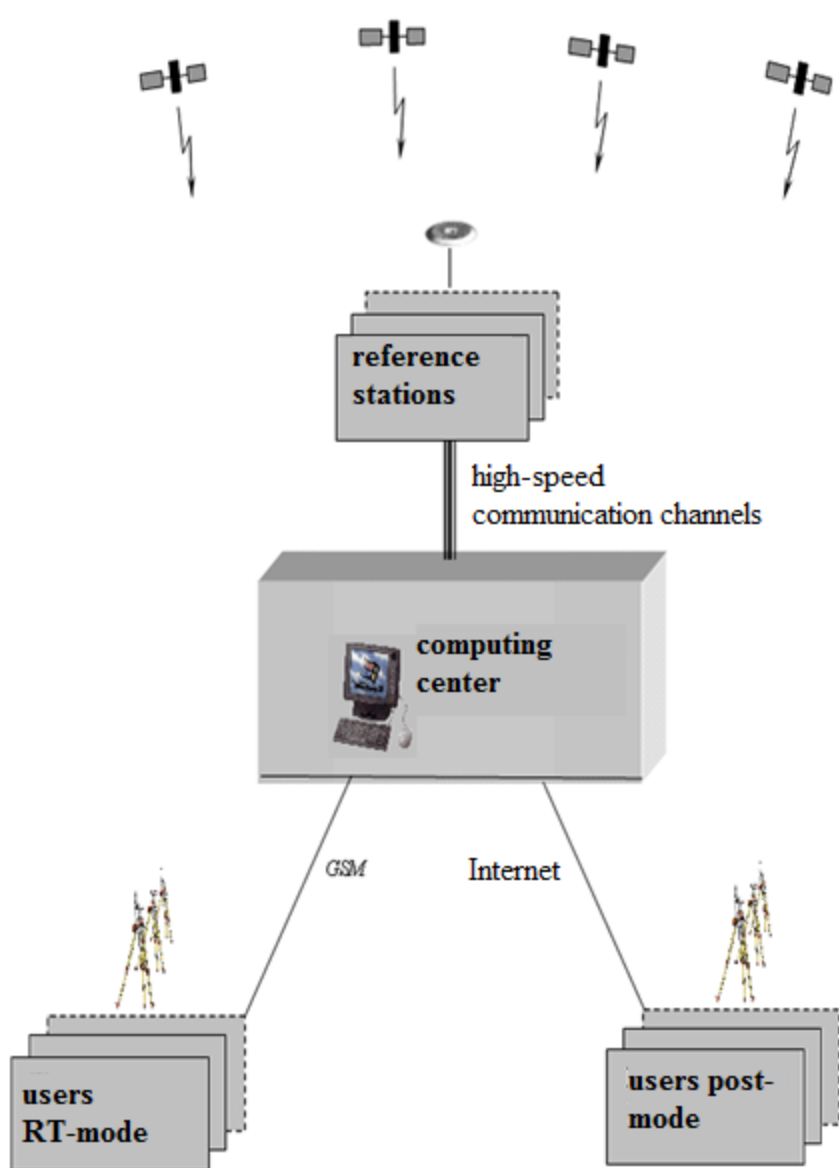 reference
stations
high-speed
communication channels
computing
center
GSM
Internet
users
RT-mode
users post-
mode